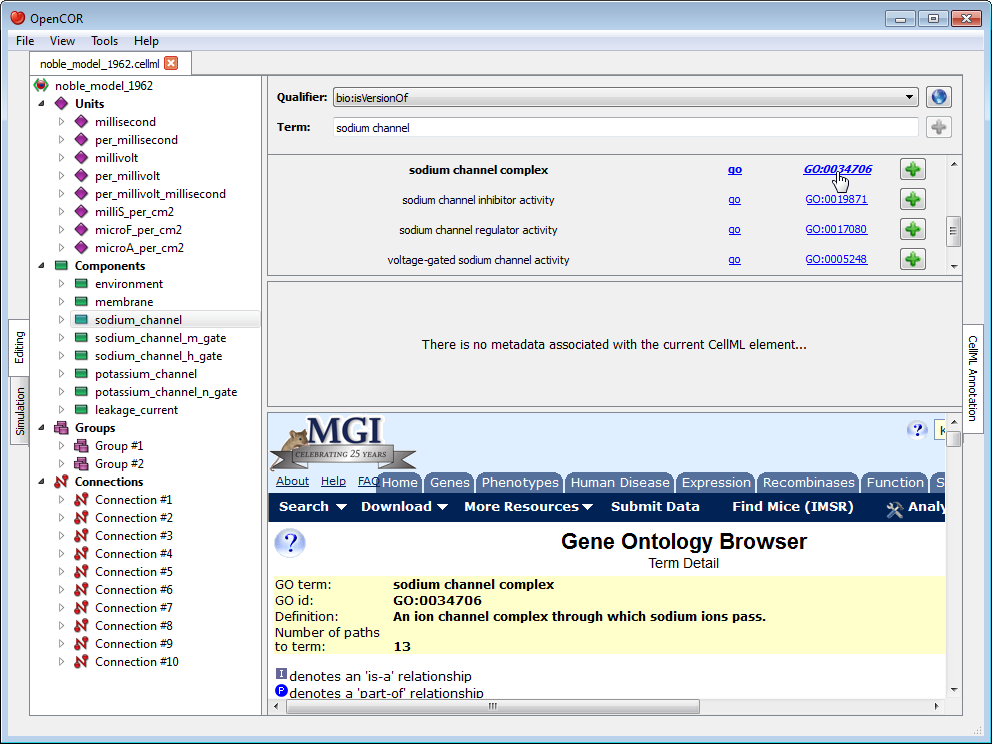 OpenCOR
File View Tools Help
noble_model_1962.cellml
noble_model_1962
Units
millisecond
per_millisecond
millivolt
per_millivolt
per_millivolt_millisecond
milliS_per_cm2
microF_per_cm2
microA_per_cm2
Components
environment
membrane
sodium_channel
sodium_channel_m_gate
sodium_channel_h_gate
potassium_channel
potassium_channel_n_gate
leakage_current
Groups
Group #1
Group #2
Connections
Connection #1
Connection #2
Connection #3
Connection #4
Connection #5
Connection #6
Connection #7
Connection #8
Connection #9
Connection #10
Editing
Simulation
Qualifier: bio:isVersionOf
Term: sodium channel
sodium channel complex go GO:0034706
sodium channel inhibitor activity go GO:0019871
sodium channel regulator activity go GO:0017080
voltage-gated sodium channel activity go GO:0005248
There is no metadata associated with the current CellML element...
CellML Annotation
MGI
CELEBRATING 25 YEARS
? K
About Help FAQ Home Genes Phenotypes Human Disease Expression Recombinases Function S
Search Download More Resources Submit Data Find Mice (IMSR) Analy
? Gene Ontology Browser
Term Detail
GO term: sodium channel complex
GO id: GO:0034706
Definition: An ion channel complex through which sodium ions pass.
Number of paths
to term: 13
I denotes an 'is-a' relationship
P denotes a 'part-of' relationship